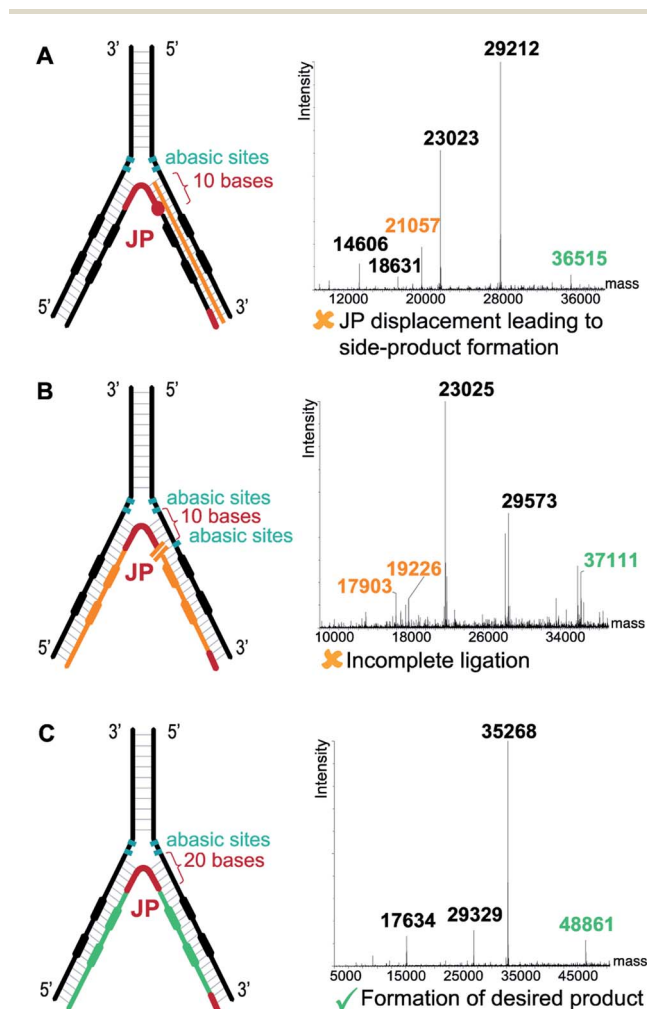 A
3'
5'
abasic sites
10 bases
JP
5'
3'
Intensity
29212
23023
21057
14606
18631
36515
12000 20000 28000 36000 mass
✘ JP displacement leading to
side-product formation
B
3'
5'
abasic sites
10 bases
abasic sites
JP
5'
3'
Intensity
23025
29573
37111
19226
17903
10000 18000 26000 34000 mass
✘ Incomplete ligation
C
3'
5'
abasic sites
20 bases
JP
5'
3'
Intensity
35268
17634
29329
48861
5000 15000 25000 35000 45000 mass
✓ Formation of desired product